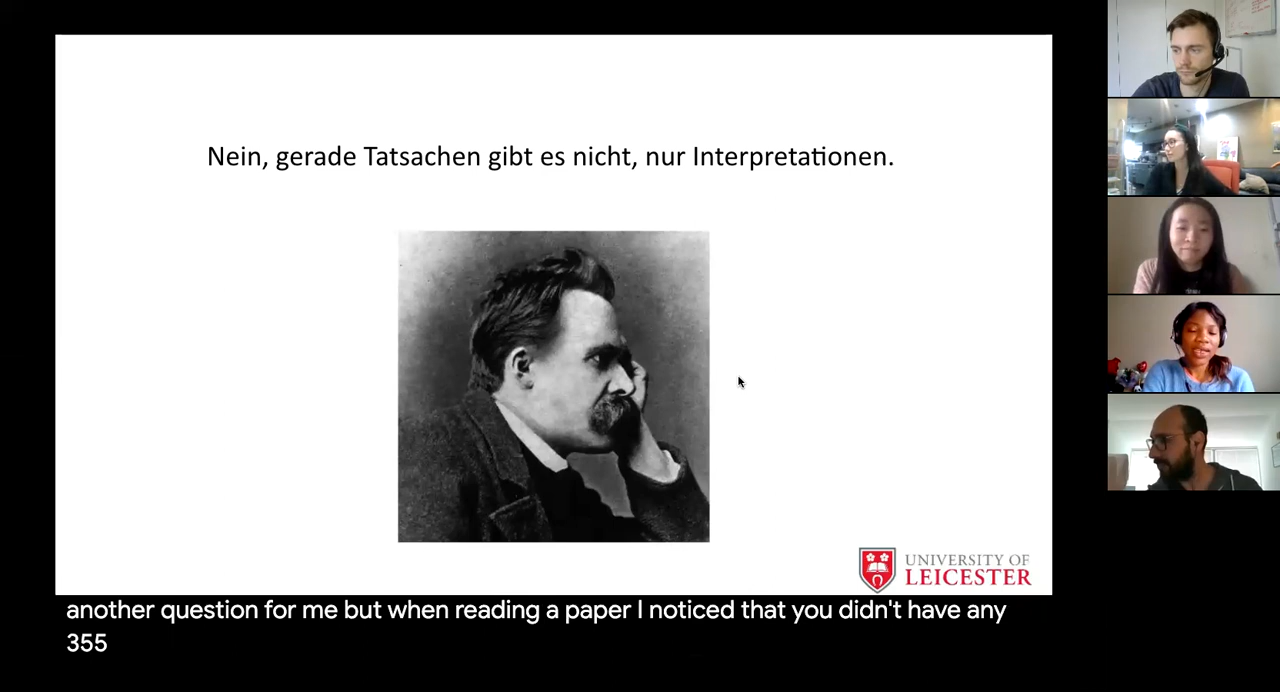 Nein, gerade Tatsachen gibt es nicht, nur Interpretationen.
UNIVERSITY OF
LEICESTER
another question for me but when reading a paper I noticed that you didn't have any
355